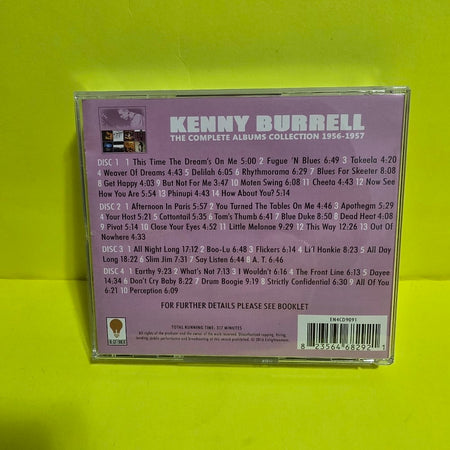 KENNY BURRELL
THE COMPLETE ALBUMS COLLECTION 1956-1957
DISC 1 1 This Time The Dream's On Me 5:00 2 Fugue 'N Blues 6:49 3 Takeela 4:20
4 Weaver Of Dreams 4:43 5 Delilah 6:05 6 Rhythmorama 6:29 7 Blues For Skeeter 8:08
8 Get Happy 4:03 9 But Not For Me 3:47 10 Moten Swing 6:08 11 Cheeta 4:43 12 Now See
How You Are 5:54 13 Phinupi 4:43 14 How About You? 5:14
DISC 2 1 Afternoon In Paris 5:57 2 You Turned The Tables On Me 4:46 3 Apothegm 5:29
4 Your Host 5:21 5 Cottontail 5:35 6 Tom's Thumb 6:41 7 Blue Duke 8:50 8 Dead Heat 4:08
9 Pivot 5:14 10 Close Your Eyes 4:52 11 Little Melonae 9:29 12 This Way 12:26 13 Out Of
Nowhere 4:33
DISC 3 1 All Night Long 17:12 2 Boo-Lu 6:48 3 Flickers 6:14 4 Li'l Hankie 8:23 5 All Day
Long 18:22 6 Slim Jim 7:31 7 Say Listen 6:44 8 A. T. 6:46
DISC 4 1 Earthy 9:23 2 What's Not 7:13 3 I Wouldn't 6:16 4 The Front Line 6:13 5 Dayee
14:34 6 Don't Cry Baby 8:22 7 Drum Boogie 9:19 8 Strictly Confidential 6:30 9 All Of You
6:21 10 Perception 6:09
FOR FURTHER DETAILS PLEASE SEE BOOKLET
TOTAL RUNNING TIME: 317 MINUTES
EN4CD9091
8 23564 68292 1